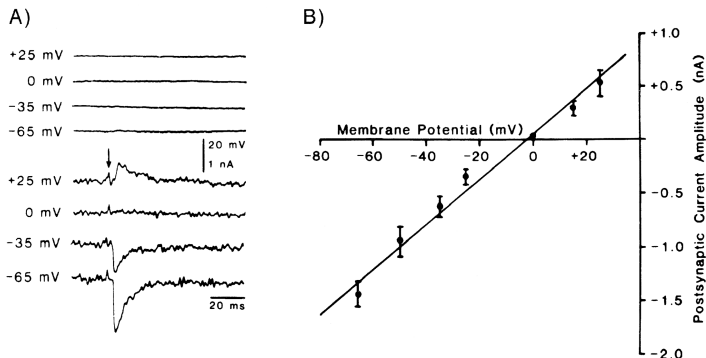 A)
+25 mV
0 mV
-35 mV
-65 mV
20 mV
1 nA
+25 mV
0 mV
-35 mV
-65 mV
20 ms
B)
+1.0
+0.5
-0.5
-1.0
-1.5
-2.0
Postsynaptic Current Amplitude (nA)
Membrane Potential (mV)
-80 -60 -40 -20 0 +20